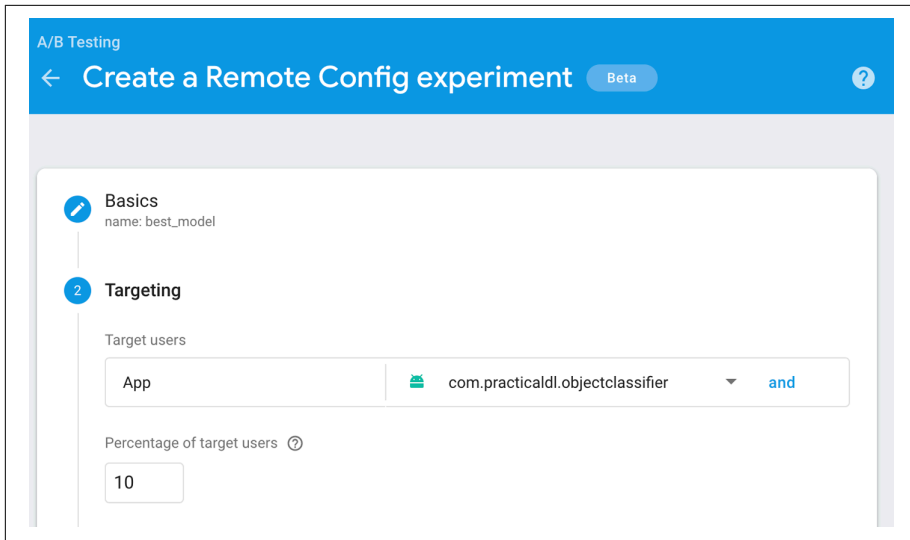 A/B Testing
Create a Remote Config experiment Beta
Basics
name: best_model
2 Targeting
Target users
App com.practicaldl.objectclassifier and
Percentage of target users ?
10